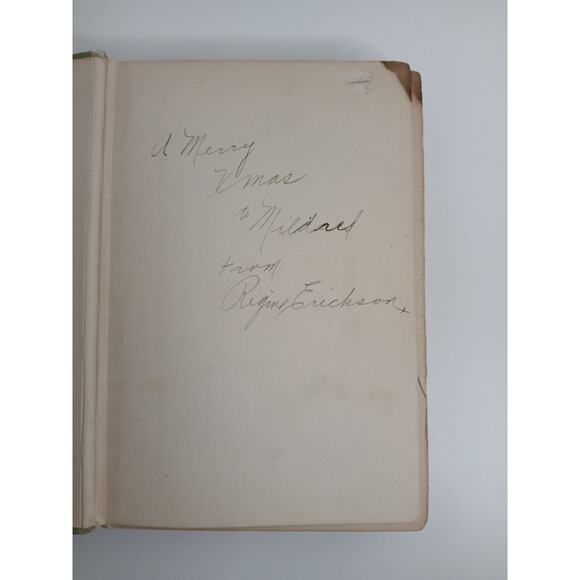 A Merry
Xmas
to Mildred
From
Regine Erickson